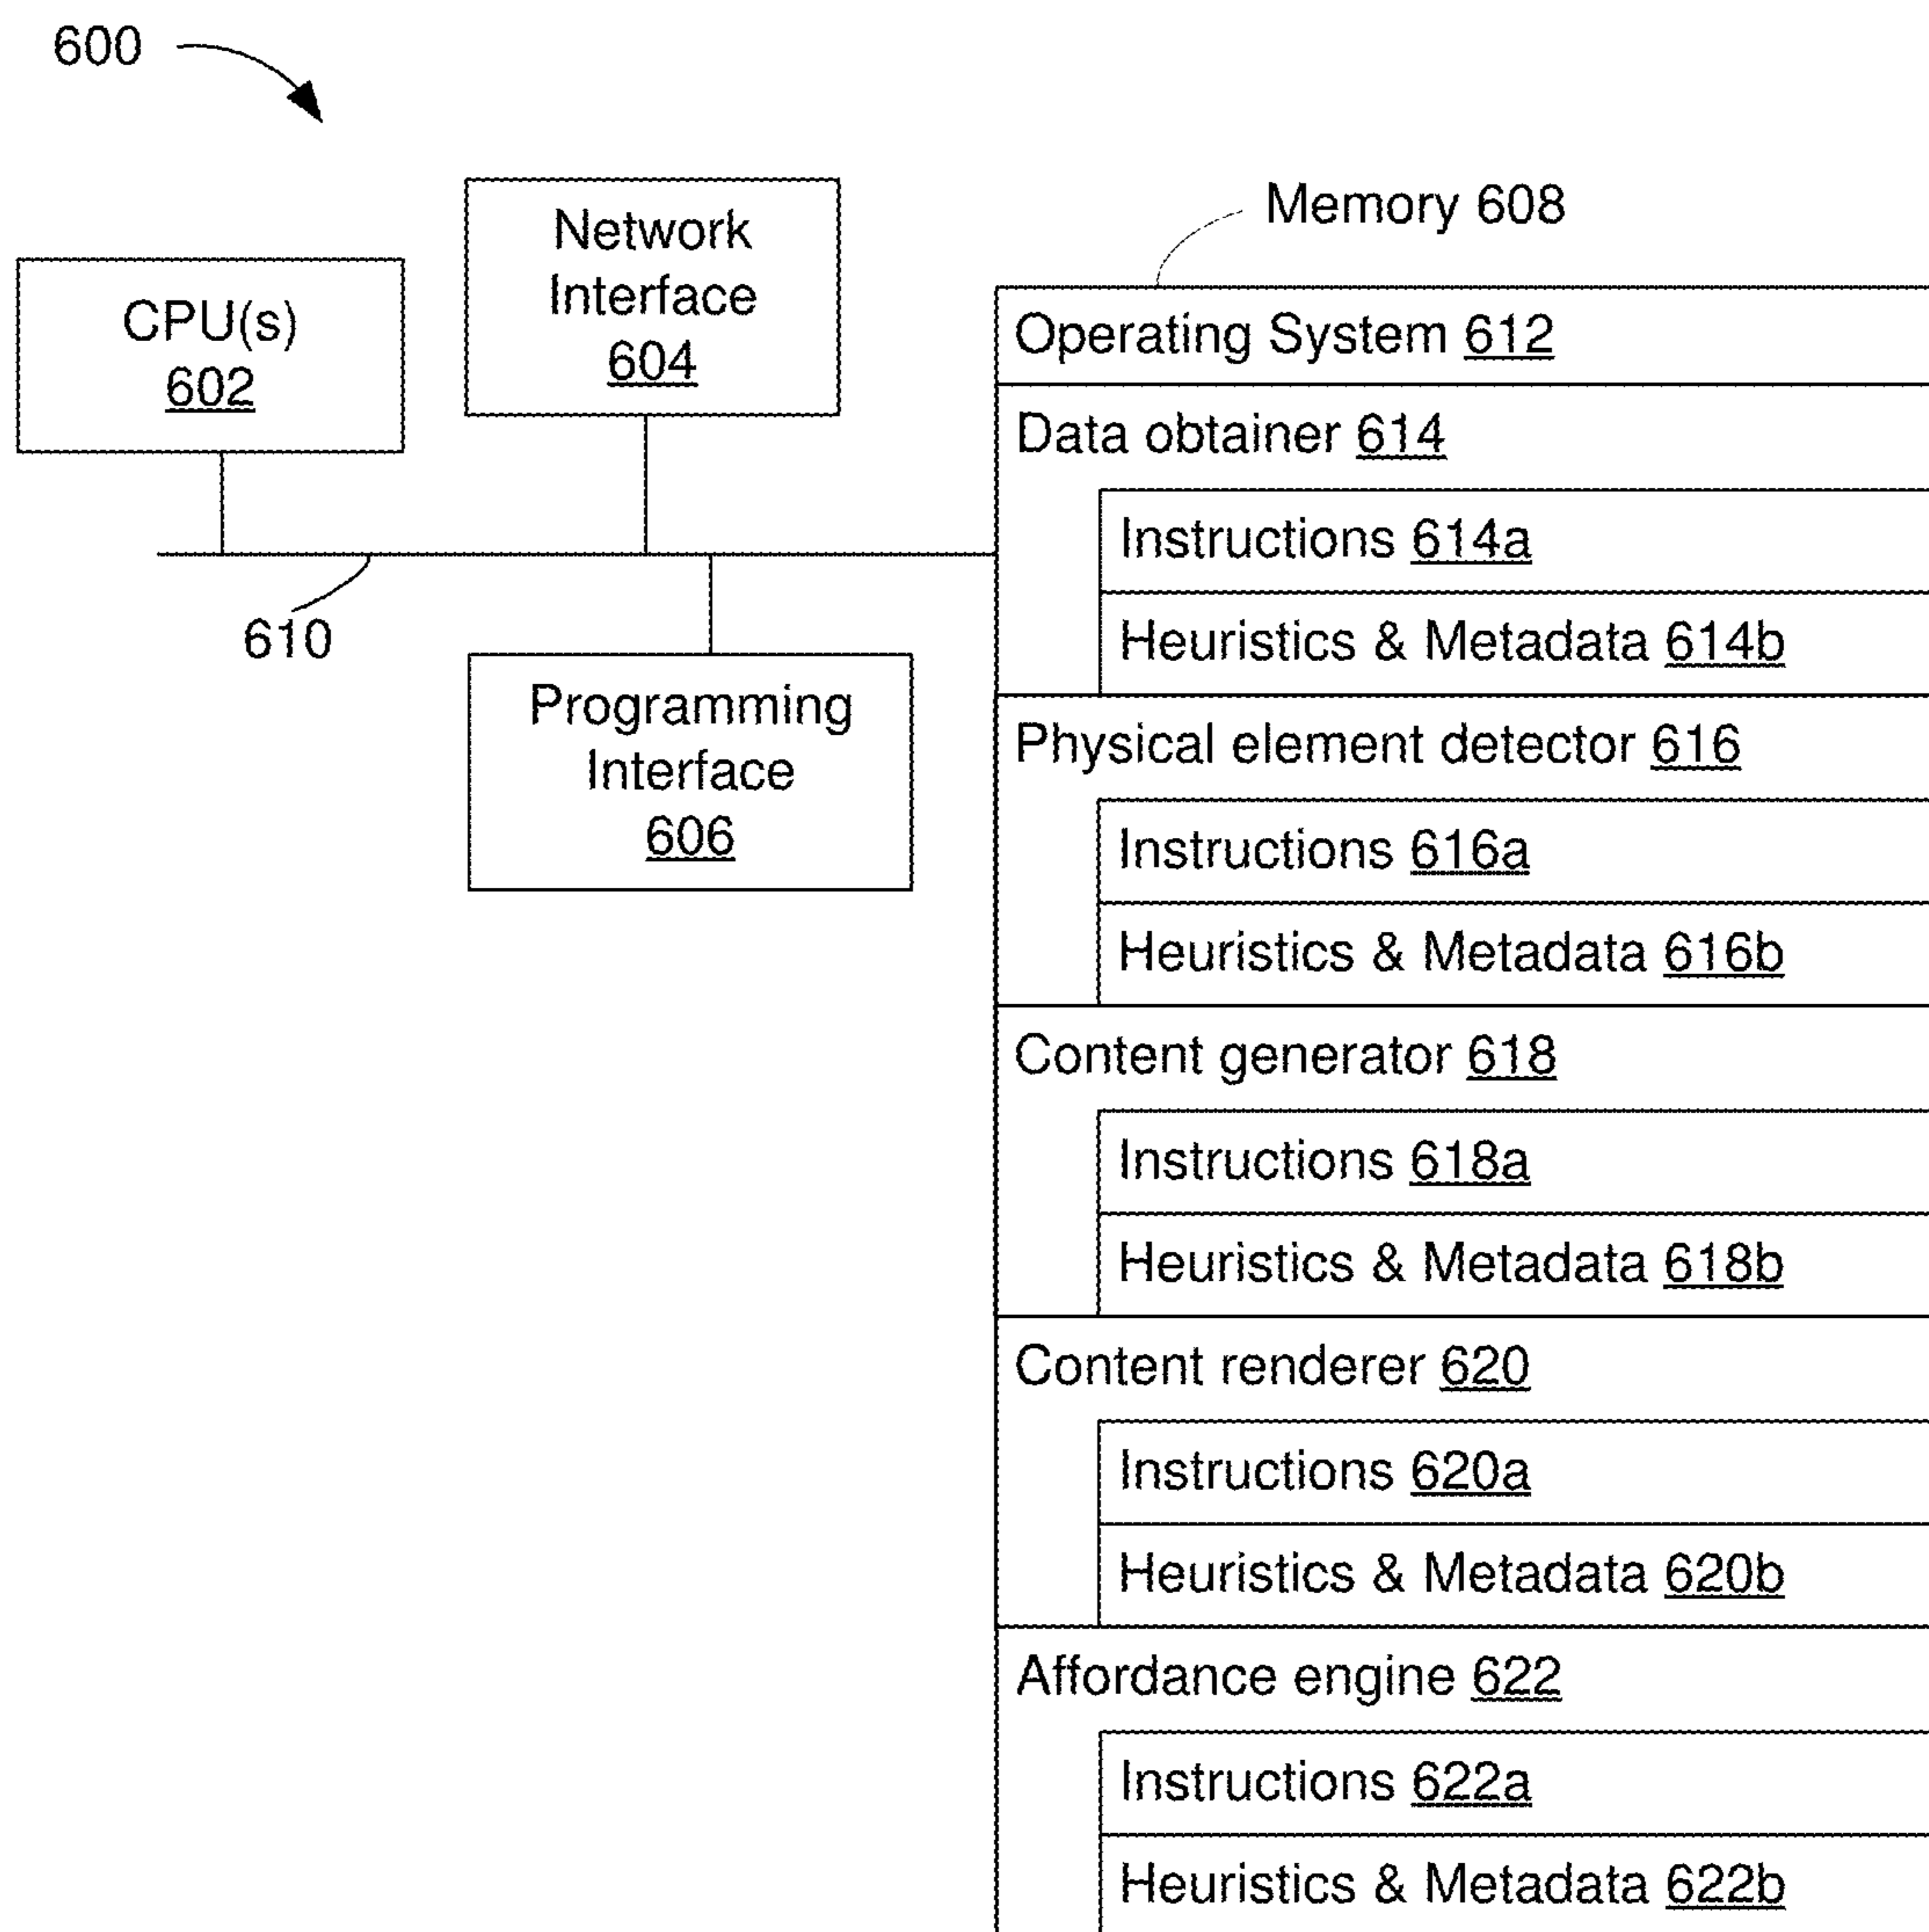 600
Network
Interface
604
CPU(s)
602
Memory 608
610
Programming
Interface
606
Operating System 612
Data obtainer 614
Instructions 614a
Heuristics & Metadata 614b
Physical element detector 616
Instructions 616a
Heuristics & Metadata 616b
Content generator 618
Instructions 618a
Heuristics & Metadata 618b
Content renderer 620
Instructions 620a
Heuristics & Metadata 620b
Affordance engine 622
Instructions 622a
Heuristics & Metadata 622b